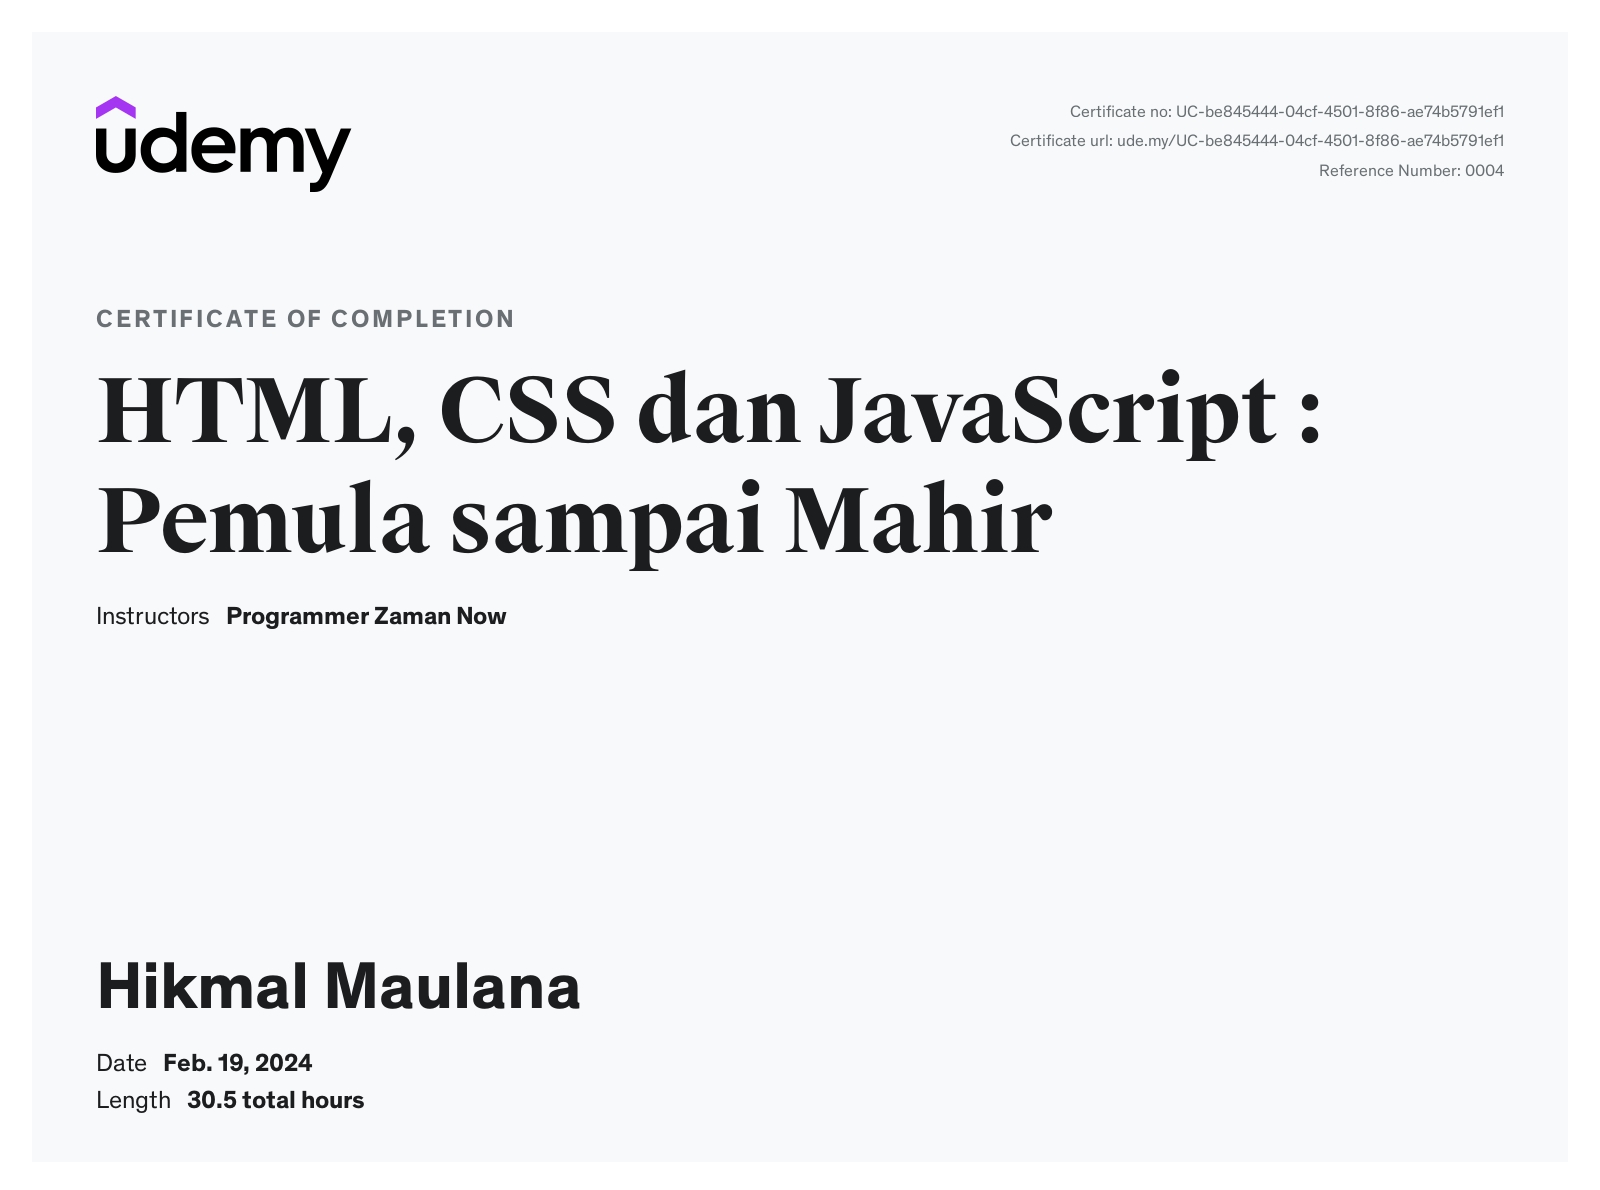 udemy
Certificate no: UC-be845444-04cf-4501-8f86-ae74b5791ef1
Certificate url: ude.my/UC-be845444-04cf-4501-8f86-ae74b5791ef1
Reference Number: 0004
CERTIFICATE OF COMPLETION
HTML, CSS dan JavaScript :
Pemula sampai Mahir
Instructors Programmer Zaman Now
Hikmal Maulana
Date Feb. 19, 2024
Length 30.5 total hours